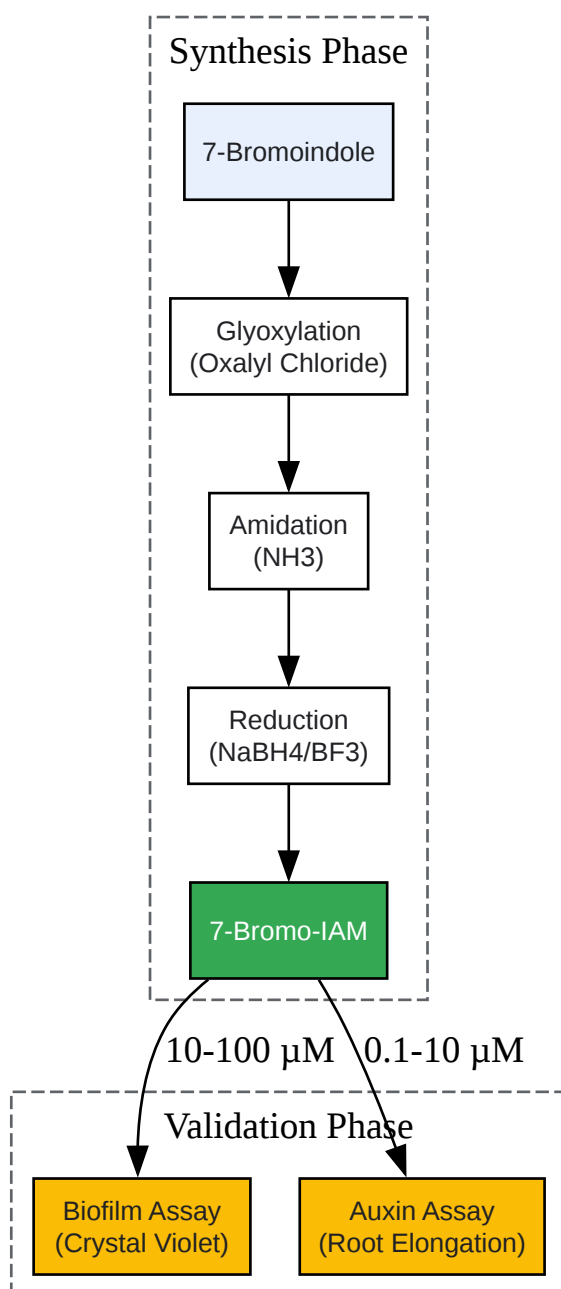 Synthesis Phase
7-Bromoindole
Glyoxylation
(Oxalyl Chloride)
Amidation
(NH3)
Reduction
(NaBH4/BF3)
7-Bromo-IAM
10-100 µM
0.1-10 µM
Validation Phase
Biofilm Assay
(Crystal Violet)
Auxin Assay
(Root Elongation)